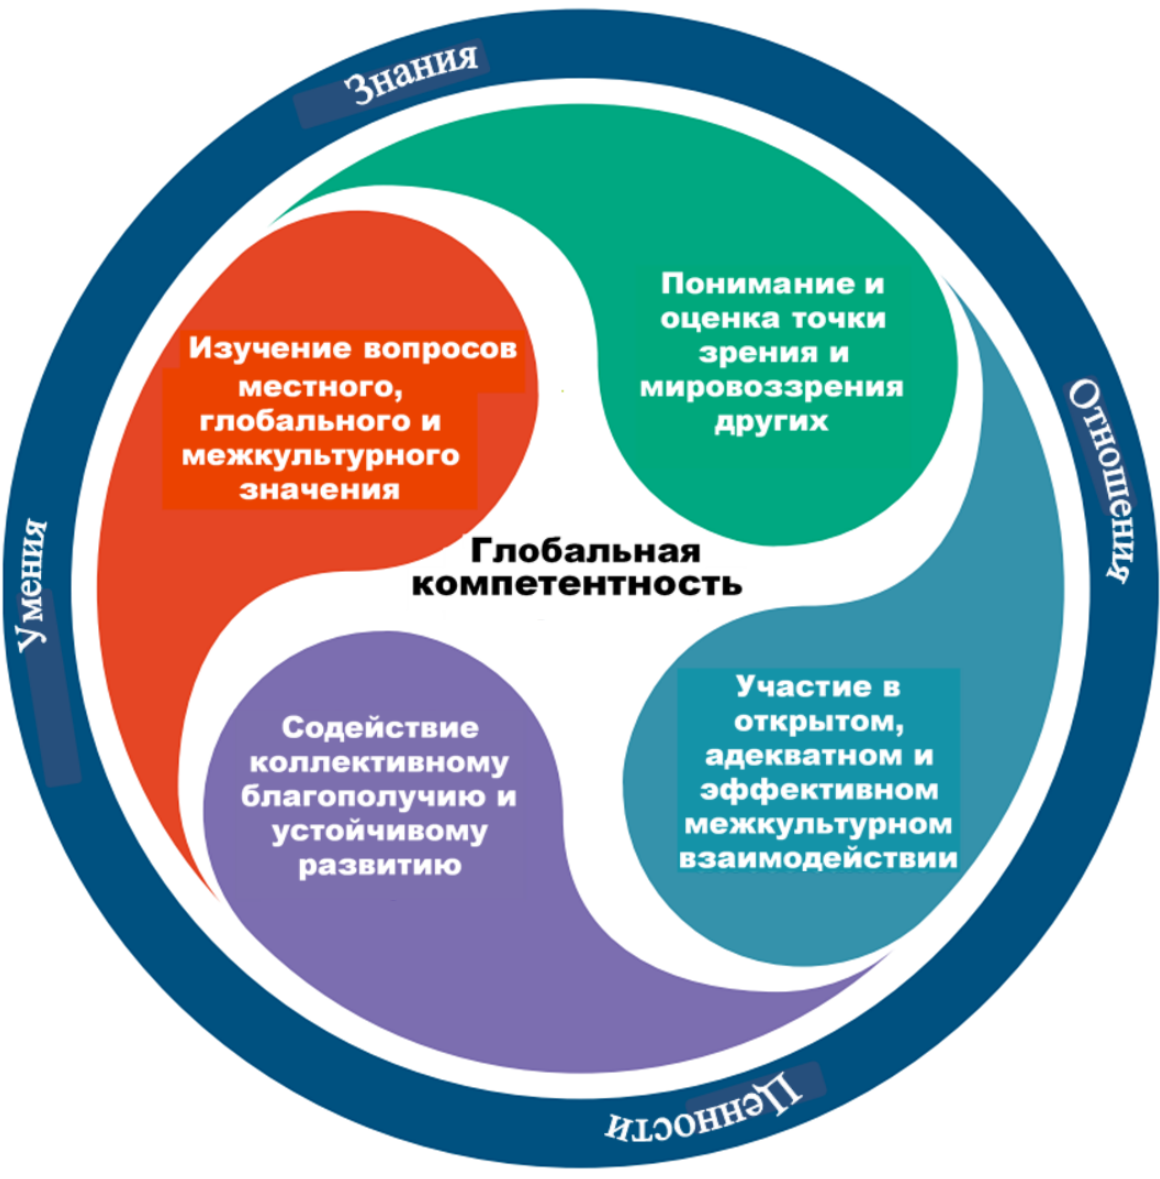 Знания
Понимание и
оценка точки
зрения и
мировоззрения
других
Изучение вопросов
местного,
глобального и
межкультурного
значения
Отношения
Умения
Глобальная
компетентность
Участие в
открытом,
адекватном и
эффективном
межкультурном
взаимодействии
Содействие
коллективному
благополучию и
устойчивому
развитию
Ценности